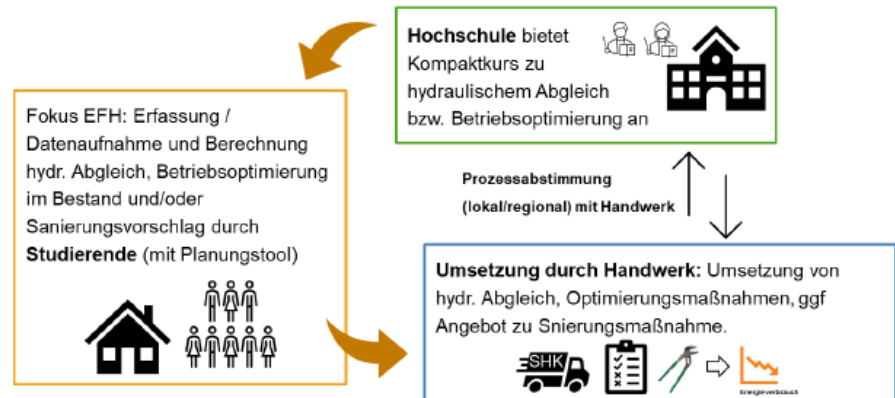 Hochschule bietet
Kompaktkurs zu
hydraulischem Abgleich
bzw. Betriebsoptimierung an
Fokus EFH: Erfassung /
Datenaufnahme und Berechnung
hydr. Abgleich, Betriebsoptimierung
im Bestand und/oder
Sanierungsvorschlag durch
Studierende (mit Planungstool)
Prozessabstimmung
(lokal/regional) mit Handwerk
Umsetzung durch Handwerk: Umsetzung von
hydr. Abgleich, Optimierungsmaßnahmen, ggf
Angebot zu Snierungsmaßnahme.
SHK
Energieverbrauch